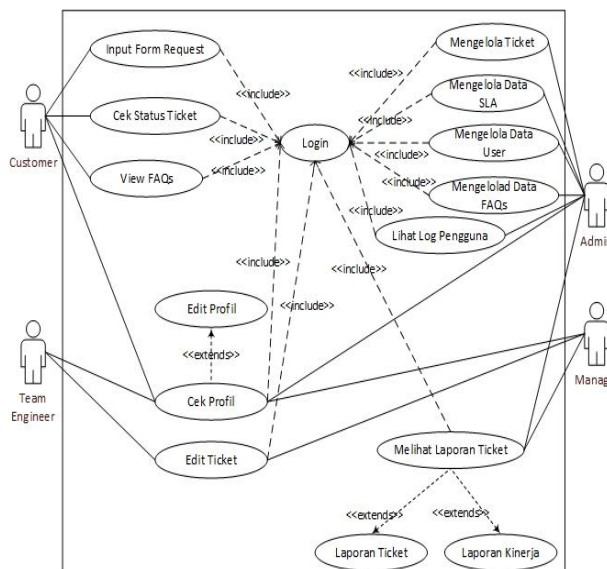 Input Form Request
<<include>>
Cek Status Ticket
<<include>>
View FAQs
<<include>>
Login
Mengelola Ticket
<<include>>
Mengelola Data
SLA
<<include>>
Mengelola Data
User
<<include>>
Mengelolad Data
FAQs
<<include>>
Lihat Log Pengguna
<<include>>
Customer
Admin
<<include>>
<<include>>
<<include>>
Edit Profil
<<extends>>
Cek Profil
Team
Engineer
Manag
Edit Ticket
Melihat Laporan Ticket
<<extends>>
<<extends>>
Laporan Ticket
Laporan Kinerja